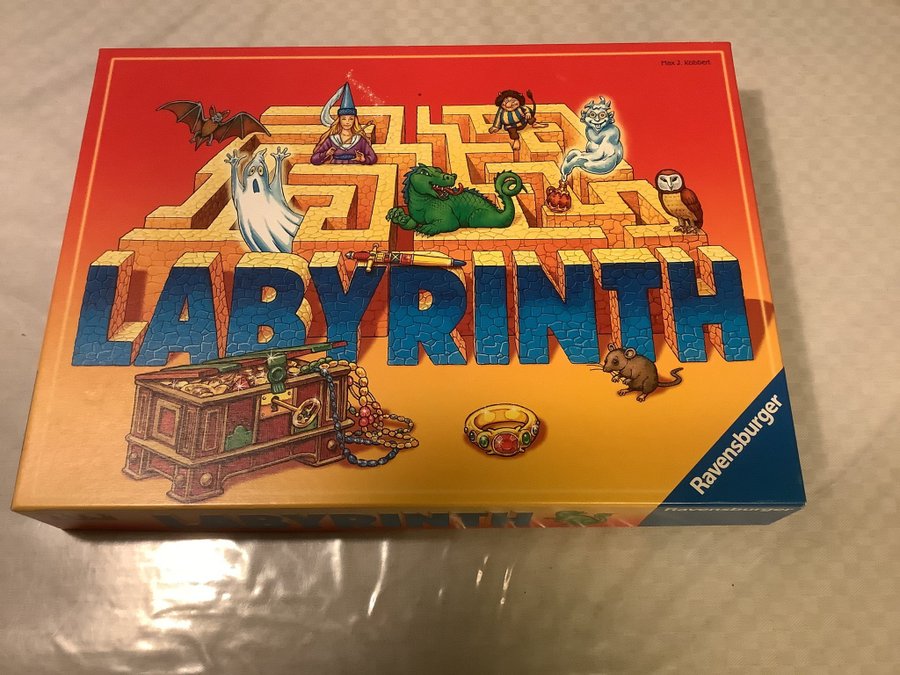 Max J. Kobbert
LABYRINTH
Ravensburger
LABYRINTH
Ravensburger